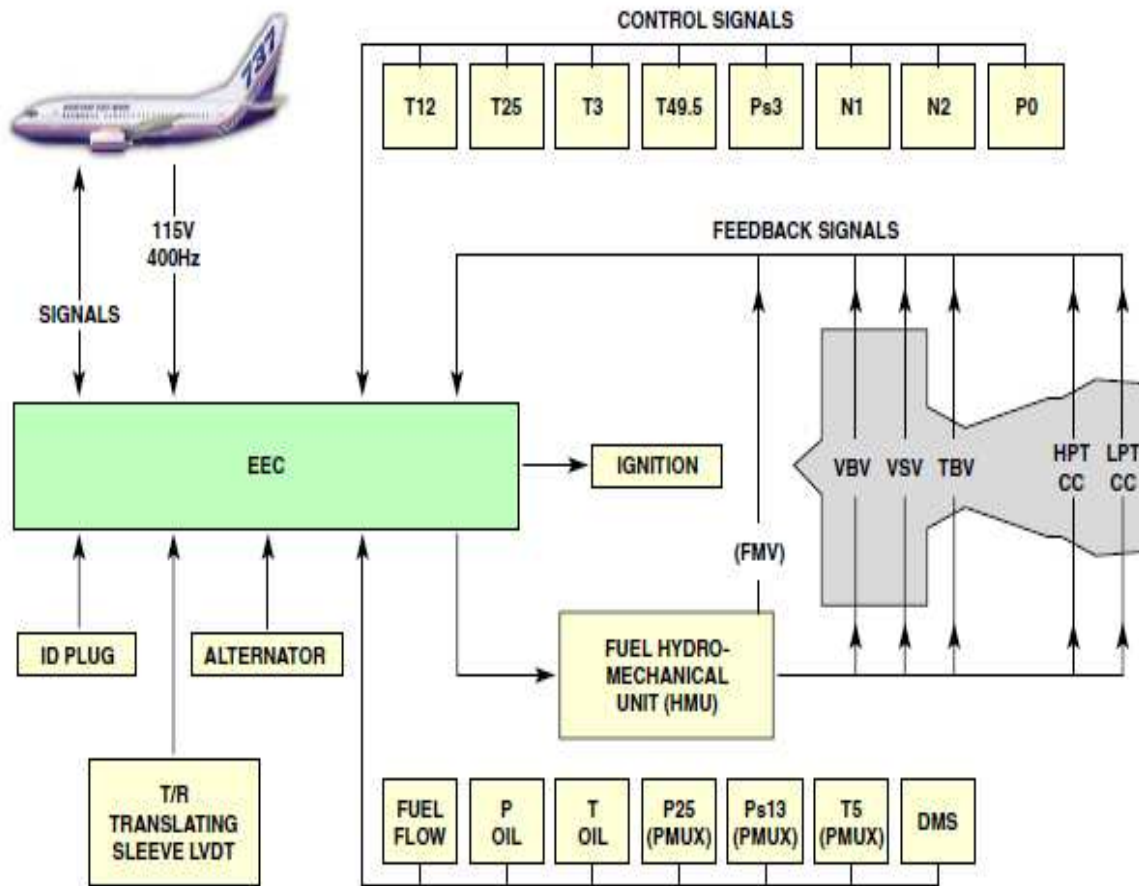 CONTROL SIGNALS
737
T12
T25
T3
T49.5
Ps3
N1
N2
P0
115V
400Hz
SIGNALS
FEEDBACK SIGNALS
EEC
IGNITION
VBV
VSV
TBV
HPT
CC
LPT
CC
(FMV)
ID PLUG
ALTERNATOR
FUEL HYDRO-
MECHANICAL
UNIT (HMU)
T/R
TRANSLATING
SLEEVE LVDT
FUEL
FLOW
P
OIL
T
OIL
P25
(PMUX)
Ps13
(PMUX)
T5
(PMUX)
DMS